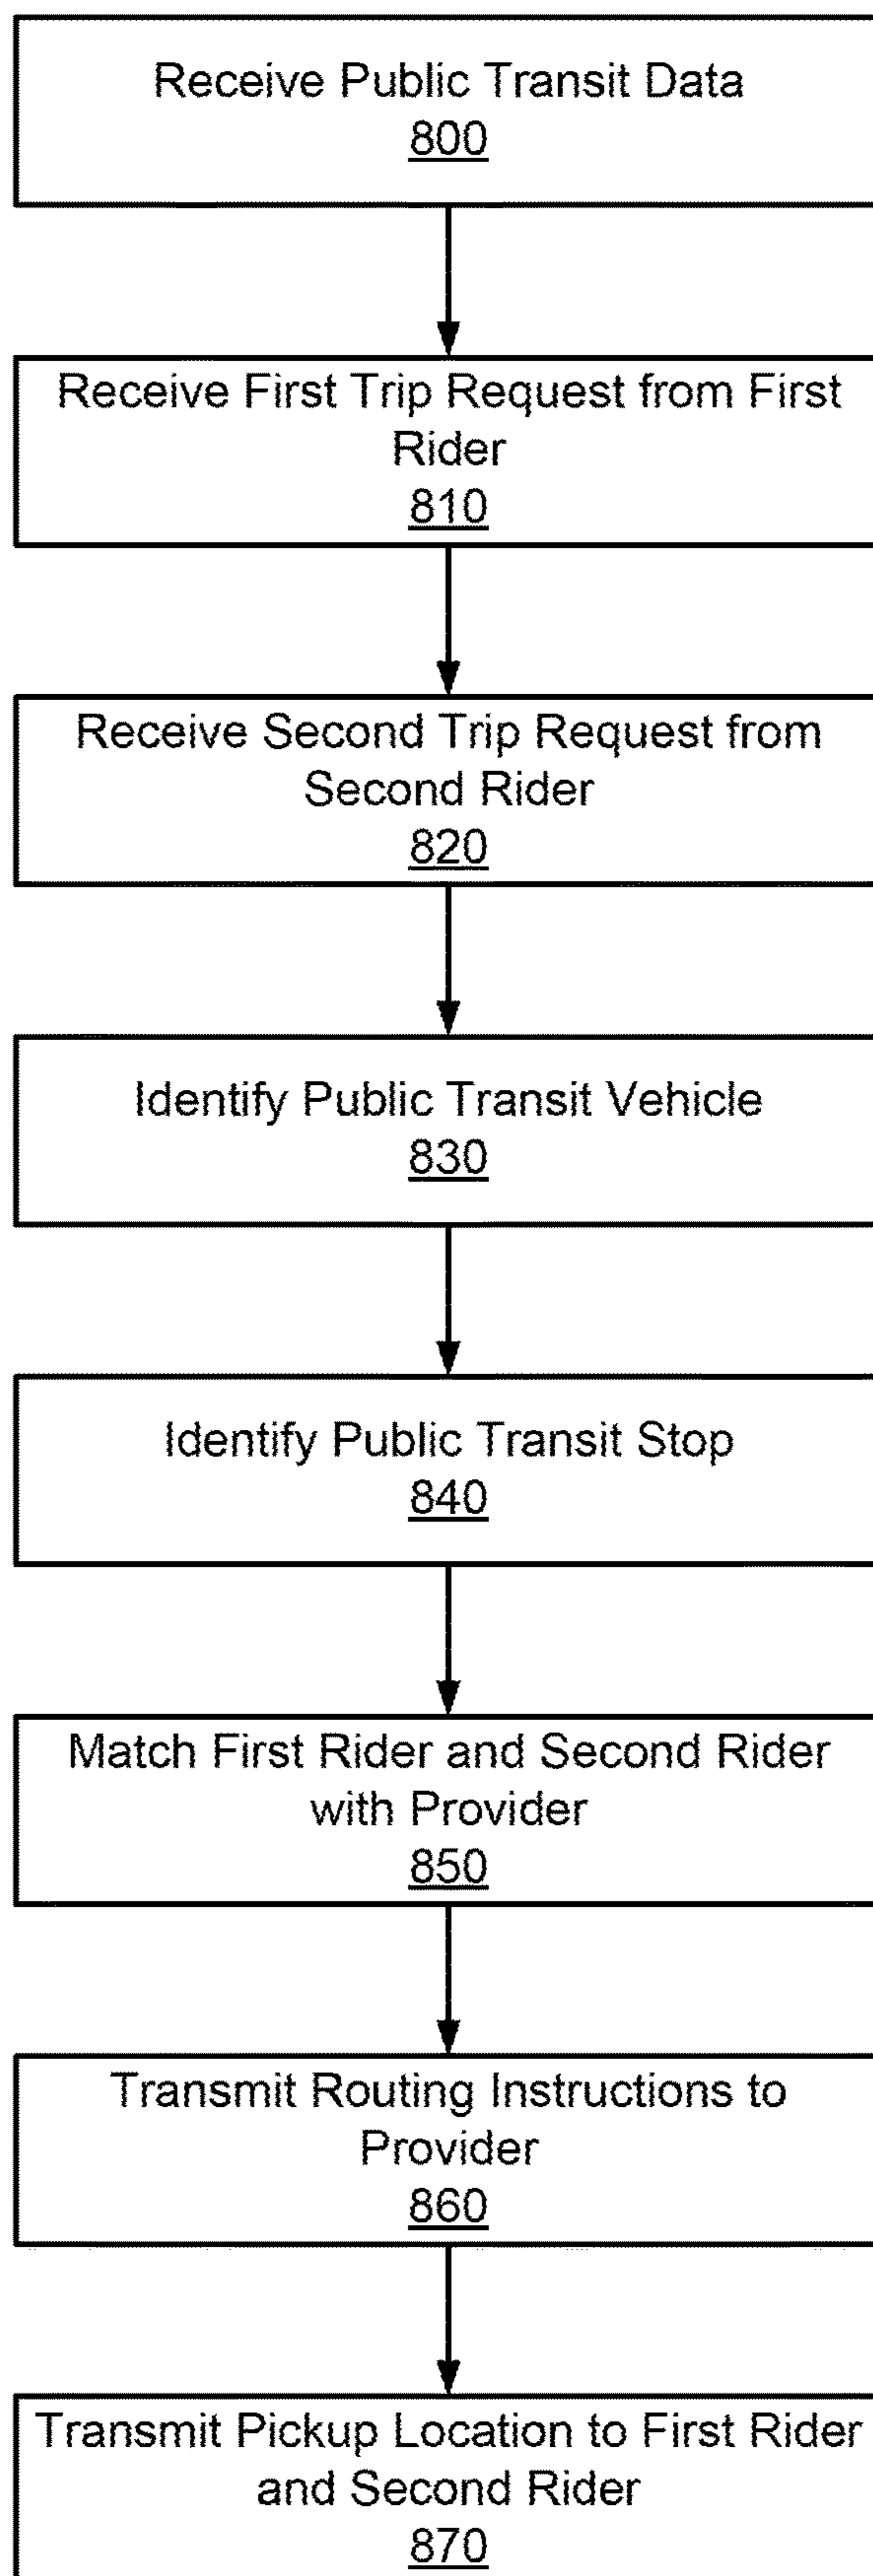 Receive Public Transit Data
800
Receive First Trip Request from First
Rider
810
Receive Second Trip Request from
Second Rider
820
Identify Public Transit Vehicle
830
Identify Public Transit Stop
840
Match First Rider and Second Rider
with Provider
850
Transmit Routing Instructions to
Provider
860
Transmit Pickup Location to First Rider
and Second Rider
870